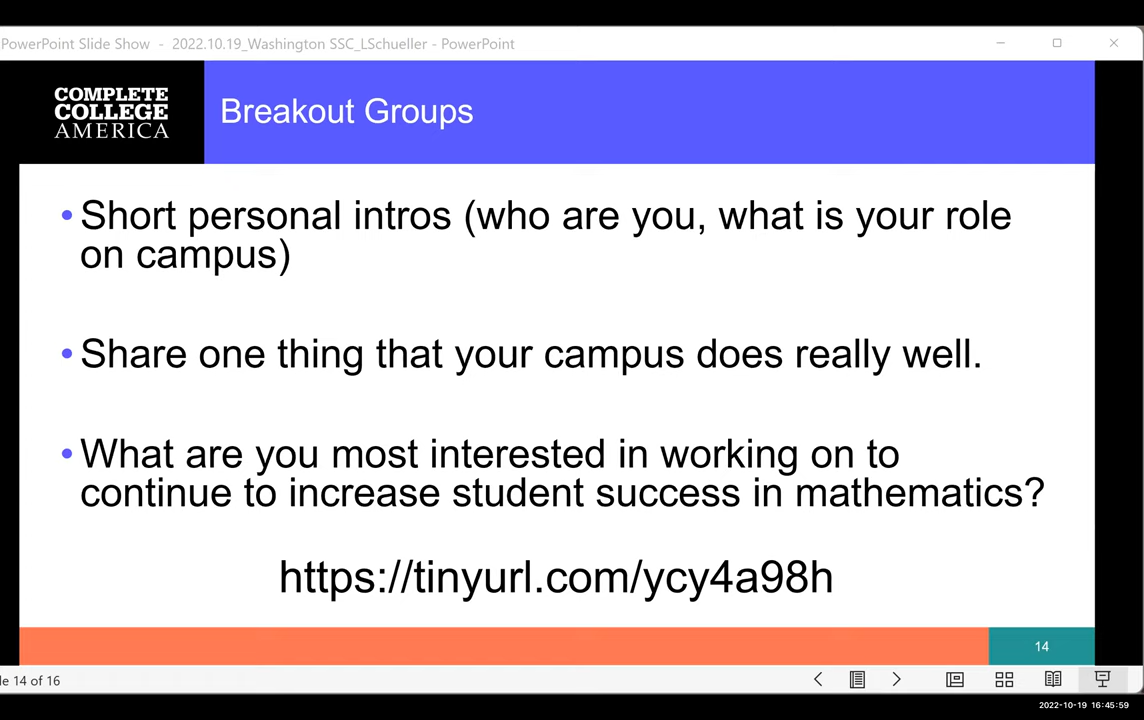 PowerPoint Slide Show - 2022.10.19_Washington SSC_LSchueller - PowerPoint
COMPLETE
COLLEGE
AMERICA
Breakout Groups
• Short personal intros (who are you, what is your role
on campus)
• Share one thing that your campus does really well.
• What are you most interested in working on to
continue to increase student success in mathematics?
https://tinyurl.com/ycy4a98h
14
le 14 of 16
2022-10-19 16:45:59